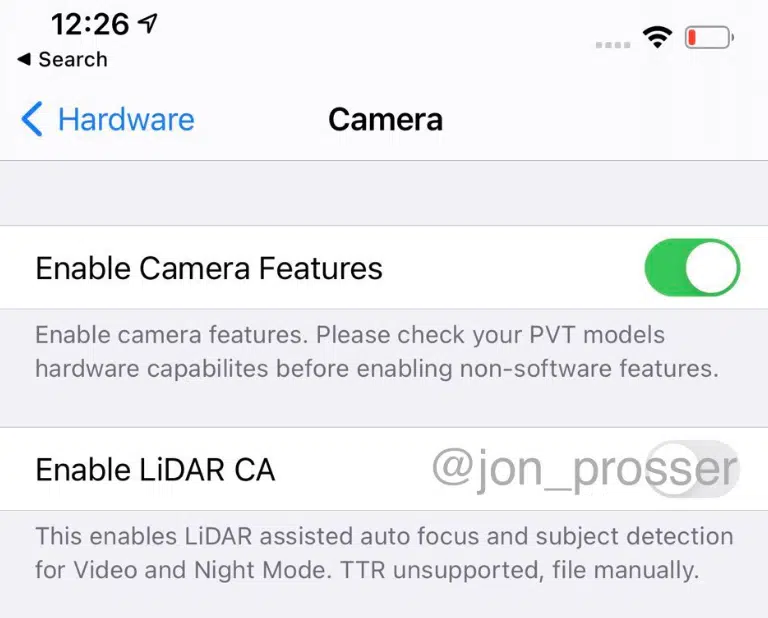 12:26
Search
Hardware
Camera
Enable Camera Features
Enable camera features. Please check your PVT models
hardware capabilites before enabling non-software features.
Enable LiDAR CA
@jon_prosser
This enables LiDAR assisted auto focus and subject detection
for Video and Night Mode. TTR unsupported, file manually.